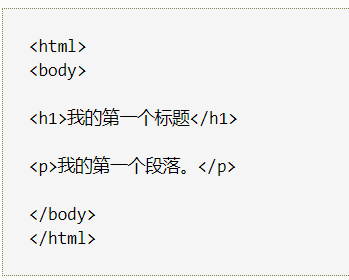 <html>
<body>
<h1>我的第一个标题</h1>
<p>我的第一个段落。</p>
</body>
</html>